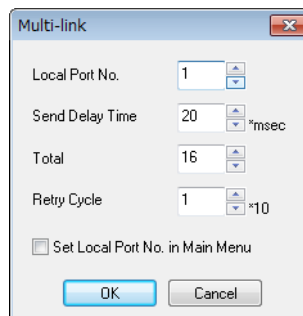 Multi-link
Local Port No. 1
Send Delay Time 20 *msec
Total 16
Retry Cycle 1 *10
Set Local Port No. in Main Menu
OK Cancel